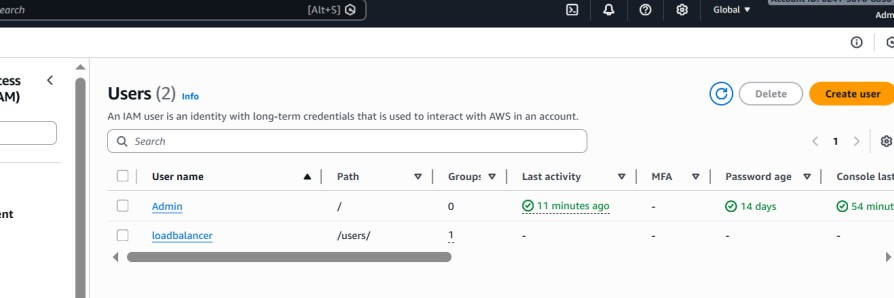 earch [Alt+S] Global ▼
Adm
cess
AM)
ent
Users (2) Info
Delete Create user
An IAM user is an identity with long-term credentials that is used to interact with AWS in an account.
Search
< 1 >
User name Path Groups Last activity MFA Password age Console last
Admin / 0 11 minutes ago - 14 days 54 minut
loadbalancer /users/ 1 - - - -